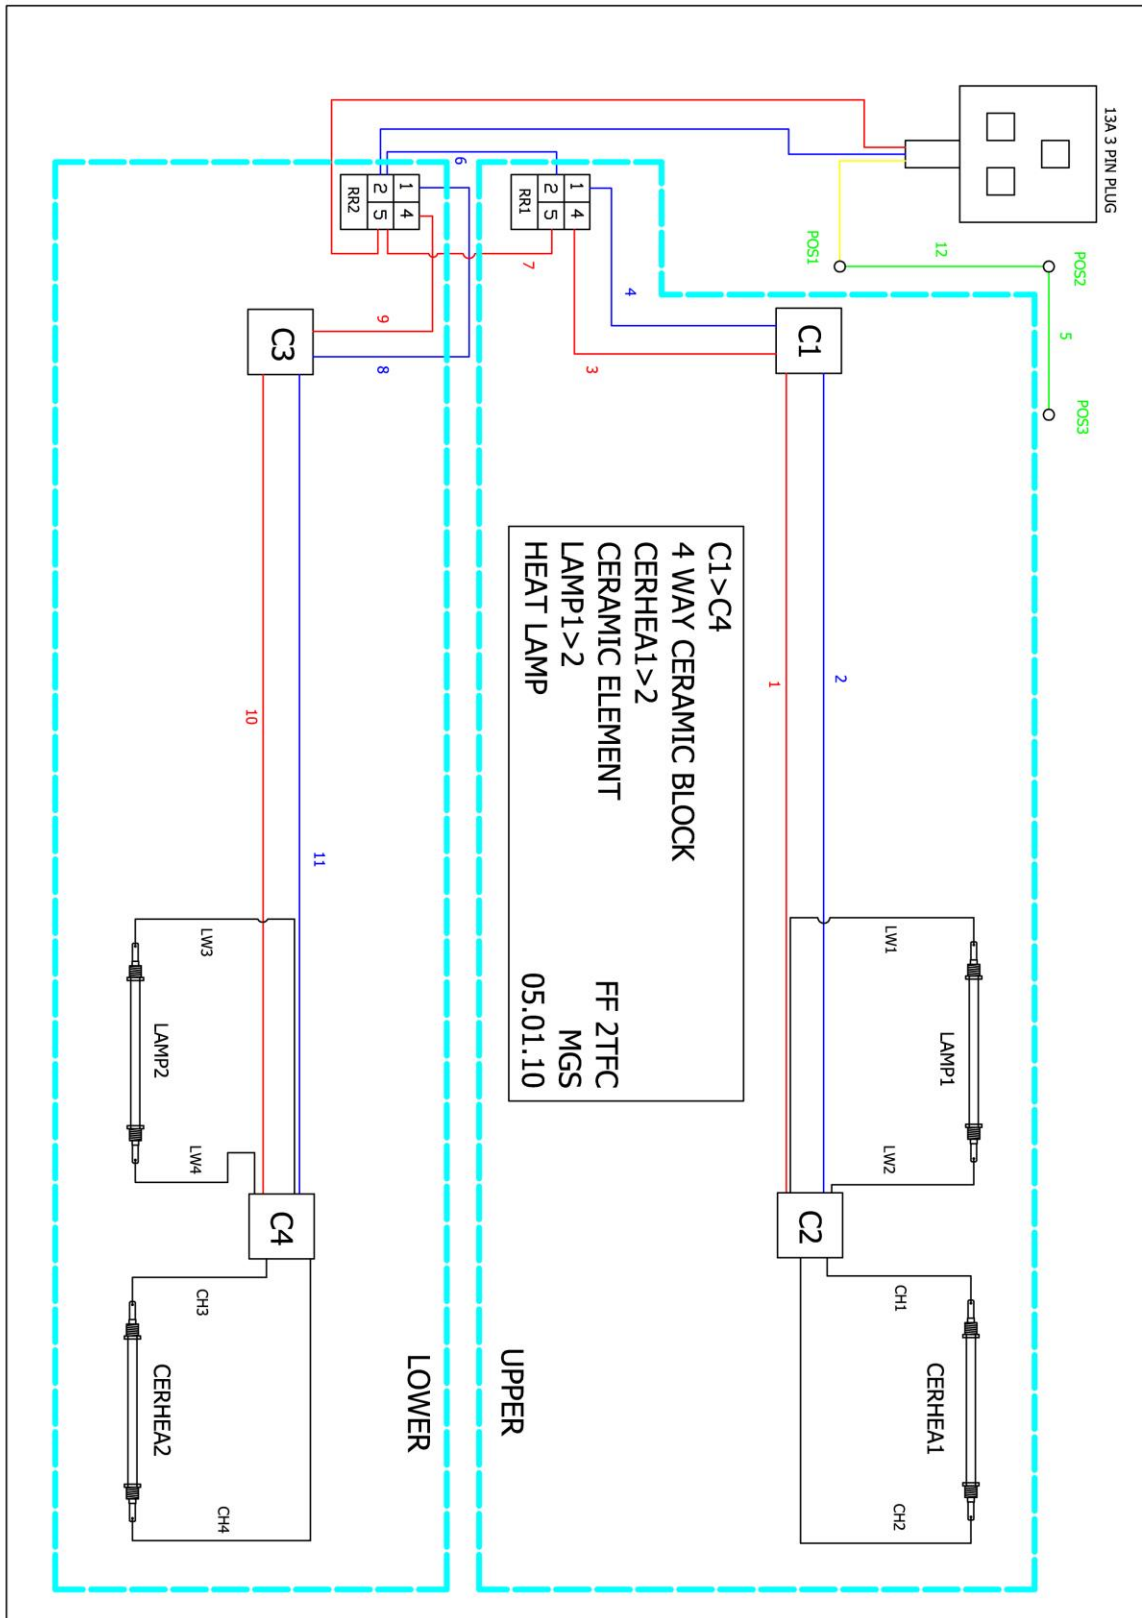 13A 3 PIN PLUG
POS1
12
POS2
5
POS3
RR2
1
2
4
5
6
RR1
1
2
4
5
7
4
3
C1
9
8
C3
C1>C4
4 WAY CERAMIC BLOCK
CERHEA1>2
CERAMIC ELEMENT
LAMP1>2
HEAT LAMP
FF 2TFC
MGS
05.01.10
2
1
10
11
LW1
LAMP1
LW2
C2
CH1
CERHEA1
CH2
UPPER
LW3
LAMP2
LW4
C4
CH3
CERHEA2
CH4
LOWER